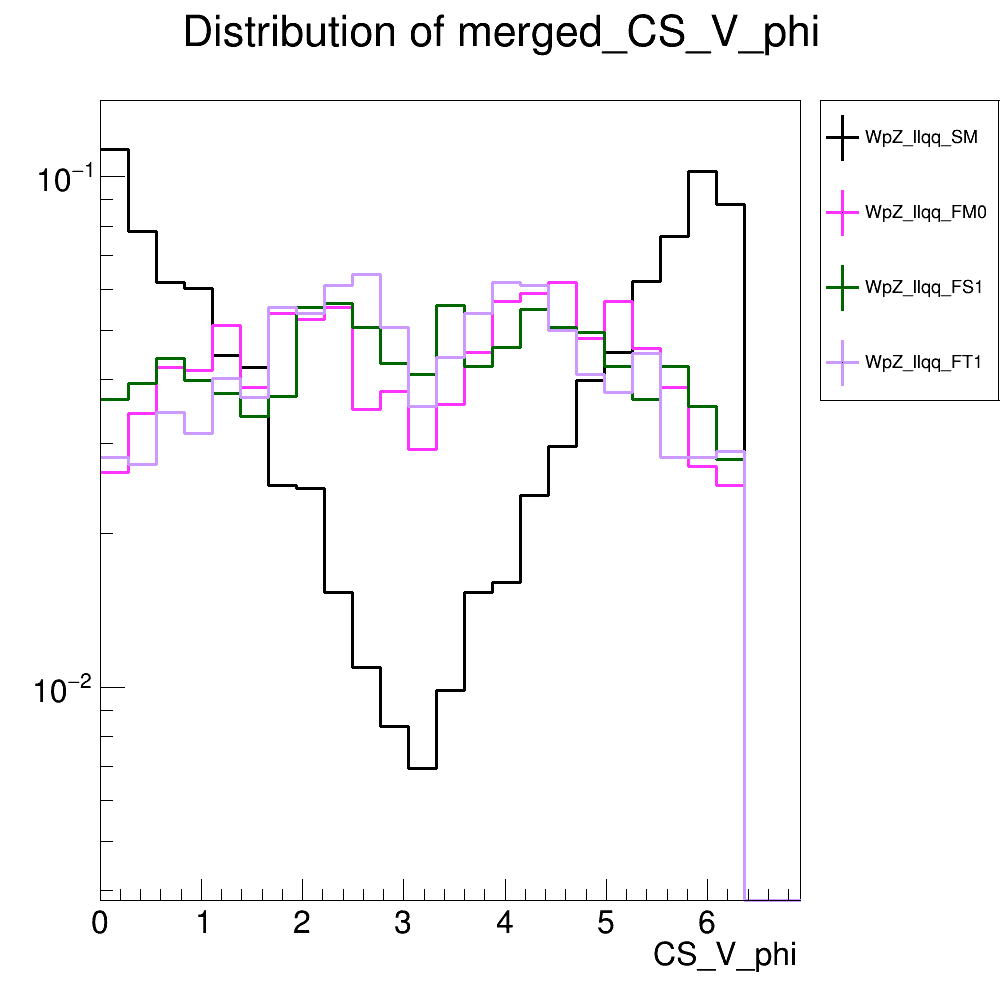 Distribution of merged_CS_V_phi
10⁻¹
10⁻²
0 1 2 3 4 5 6
CS_V_phi
WpZ_llqq_SM
WpZ_llqq_FM0
WpZ_llqq_FS1
WpZ_llqq_FT1